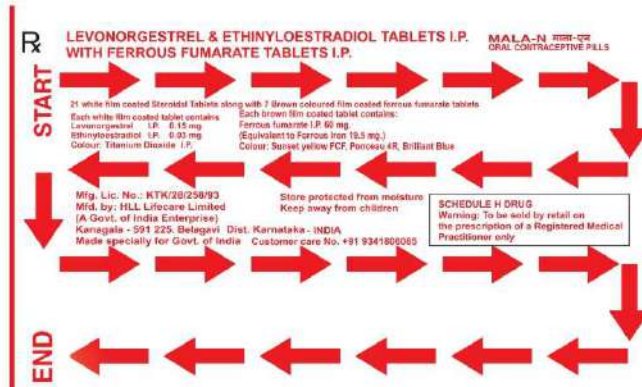 Rx LEVONORGESTREL & ETHINYLOESTRADIOL TABLETS I.P.
WITH FERROUS FUMARATE TABLETS I.P.
MALA-N माला-एन
ORAL CONTRACEPTIVE PILLS
START
21 white film coated Steroidal Tablets along with 7 Brown coloured film coated ferrous fumarate tablets
Each white film coated tablet contains:
Levonorgestrel I.P. 0.15 mg
Ethinyloestradiol I.P. 0.03 mg
Colour: Titanium Dioxide I.P.
Each brown film coated tablet contains:
Ferrous fumarate I.P. 60 mg.
(Equivalent to Ferrous Iron 19.5 mg.)
Colour: Sunset yellow FCF, Ponceau 4R, Brilliant Blue
Mfg. Lic. No.: KTK/28/258/93
Mfd. by: HLL Lifecare Limited
(A Govt. of India Enterprise)
Kanagala - 591 225. Belagavi Dist. Karnataka - INDIA
Made specially for Govt. of India Customer care No. +91 9341806065
Store protected from moisture
Keep away from children
SCHEDULE H DRUG
Warning: To be sold by retail on
the prescription of a Registered Medical
Practitioner only
END